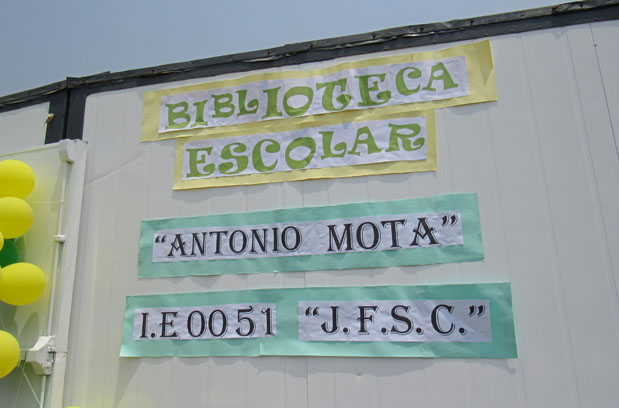 BIBLIOTECA
ESCOLAR
“ANTONIO MOTA”
I.E 0051 “J.F.S.C.”